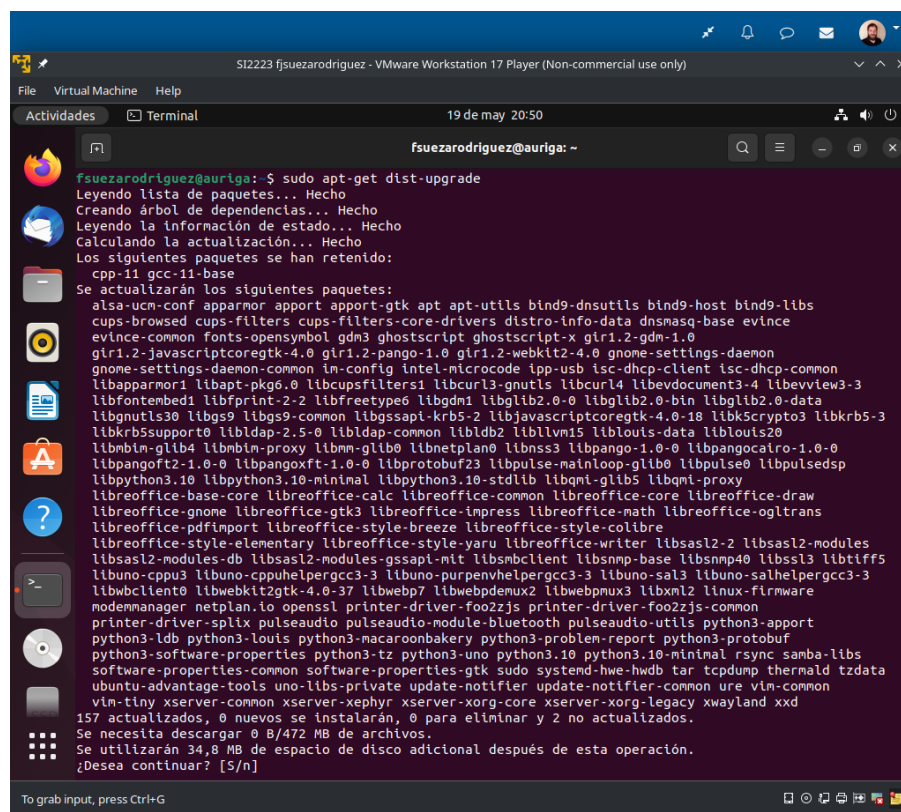 SI2223 fjsuezarodriguez - VMware Workstation 17 Player (Non-commercial use only)
File Virtual Machine Help
Actividades Terminal 19 de may 20:50
fsuezarodriguez@auriga: ~
fsuezarodriguez@auriga:~$ sudo apt-get dist-upgrade
Leyendo lista de paquetes... Hecho
Creando árbol de dependencias... Hecho
Leyendo la información de estado... Hecho
Calculando la actualización... Hecho
Los siguientes paquetes se han retenido:
cpp-11 gcc-11-base
Se actualizarán los siguientes paquetes:
alsa-ucm-conf apparmor apport apport-gtk apt apt-utils bind9-dnsutils bind9-host bind9-libs
cups-browsed cups-filters cups-filters-core-drivers distro-info-data dnsmasq-base evince
evince-common fonts-opensymbol gdm3 ghostscript ghostscript-x gir1.2-gdm-1.0
gir1.2-javascriptcoregtk-4.0 gir1.2-pango-1.0 gir1.2-webkit2-4.0 gnome-settings-daemon
gnome-settings-daemon-common im-config intel-microcode ipp-usb isc-dhcp-client isc-dhcp-common
libapparmor1 libapt-pkg6.0 libcupsfilters1 libcurl3-gnutls libcurl4 libevdocument3-4 libevview3-3
libfontembed1 libfprint-2-2 libfreetype6 libgdm1 libglib2.0-0 libglib2.0-bin libglib2.0-data
libgnutls30 libgs9 libgs9-common libgssapi-krb5-2 libjavascriptcoregtk-4.0-18 libk5crypto3 libkrb5-3
libkrb5support0 libldap-2.5-0 libldap-common libldb2 libllvm15 liblouis-data liblouis20
libmbim-glib4 libmbim-proxy libmm-glib0 libnetplan0 libnss3 libpango-1.0-0 libpangocairo-1.0-0
libpangoft2-1.0-0 libpangoxft-1.0-0 libprotobuf23 libpulse-mainloop-glib0 libpulse0 libpulsedsp
libpython3.10 libpython3.10-minimal libpython3.10-stdlib libqmi-glib5 libqmi-proxy
libreoffice-base-core libreoffice-calc libreoffice-common libreoffice-core libreoffice-draw
libreoffice-gnome libreoffice-gtk3 libreoffice-impress libreoffice-math libreoffice-ogltrans
libreoffice-pdfimport libreoffice-style-breeze libreoffice-style-colibre
libreoffice-style-elementary libreoffice-style-yaru libreoffice-writer libsasl2-2 libsasl2-modules
libsasl2-modules-db libsasl2-modules-gssapi-mit libsmbclient libsnmp-base libsnmp40 libssl3 libtiff5
libuno-cppu3 libuno-cppuhelpergcc3-3 libuno-purpenvhelpergcc3-3 libuno-sal3 libuno-salhelpergcc3-3
libwbclient0 libwebkit2gtk-4.0-37 libwebp7 libwebpdemux2 libwebpmux3 libxml2 linux-firmware
modemmanager netplan.io openssl printer-driver-foo2zjs printer-driver-foo2zjs-common
printer-driver-splix pulseaudio pulseaudio-module-bluetooth pulseaudio-utils python3-apport
python3-ldb python3-louis python3-macaroonbakery python3-problem-report python3-protobuf
python3-software-properties python3-tz python3-uno python3.10 python3.10-minimal rsync samba-libs
software-properties-common software-properties-gtk sudo systemd-hwe-hwdb tar tcpdump thermald tzdata
ubuntu-advantage-tools uno-libs-private update-notifier update-notifier-common ure vim-common
vim-tiny xserver-common xserver-xephyr xserver-xorg-core xserver-xorg-legacy xwayland xxd
157 actualizados, 0 nuevos se instalarán, 0 para eliminar y 2 no actualizados.
Se necesita descargar 0 B/472 MB de archivos.
Se utilizarán 34,8 MB de espacio de disco adicional después de esta operación.
¿Desea continuar? [S/n]
To grab input, press Ctrl+G